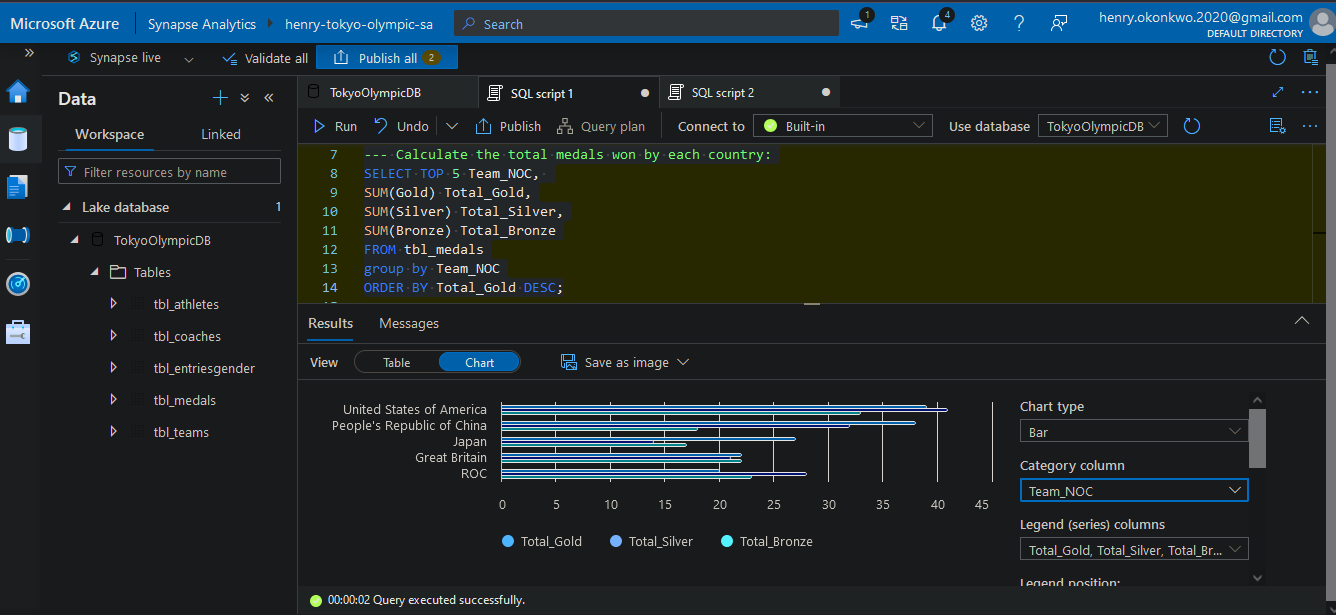 Microsoft Azure
Synapse Analytics
henry-tokyo-olympic-sa
Search
1
4
henry.okonkwo.2020@gmail.com
DEFAULT DIRECTORY
Synapse live
Validate all
Publish all 2
Data
Workspace
Linked
Filter resources by name
Lake database 1
TokyoOlympicDB
Tables
tbl_athletes
tbl_coaches
tbl_entriesgender
tbl_medals
tbl_teams
TokyoOlympicDB
SQL script 1
SQL script 2
Run
Undo
Publish
Query plan
Connect to
Built-in
Use database
TokyoOlympicDB
7 --- Calculate the total medals won by each country:
8 SELECT TOP 5 Team_NOC,
9 SUM(Gold) Total_Gold,
10 SUM(Silver) Total_Silver,
11 SUM(Bronze) Total_Bronze
12 FROM tbl_medals
13 group by Team_NOC
14 ORDER BY Total_Gold DESC;
Results
Messages
View
Table
Chart
Save as image
United States of America
People's Republic of China
Japan
Great Britain
ROC
0 5 10 15 20 25 30 35 40 45
Total_Gold
Total_Silver
Total_Bronze
Chart type
Bar
Category column
Team_NOC
Legend (series) columns
Total_Gold, Total_Silver, Total_Br...
Legend position:
00:00:02 Query executed successfully.